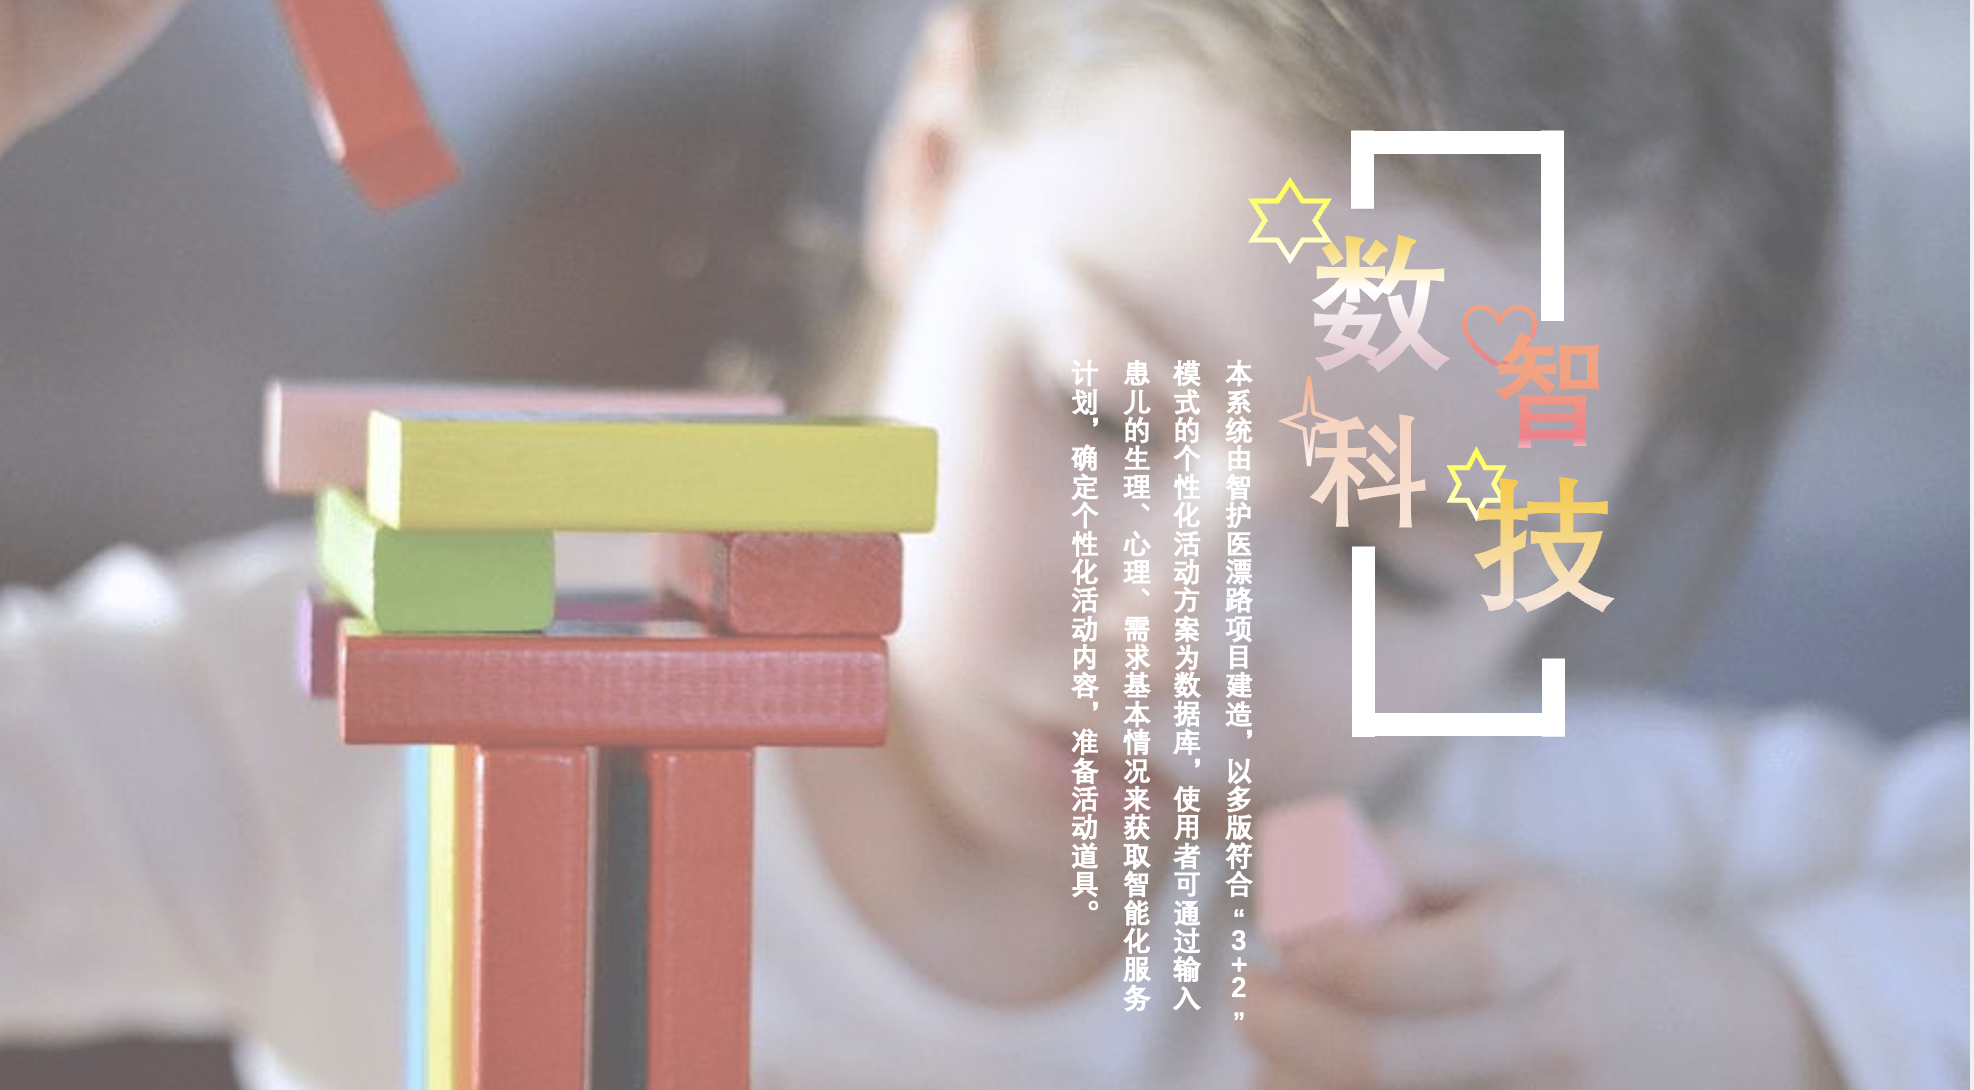 数智
科技
本系统由智护医漂路项目建造，以多版符合“3+2”
模式的个性化活动方案为数据库，使用者可通过输入
患儿的生理、心理、需求基本情况来获取智能化服务
计划，确定个性化活动内容，准备活动道具。